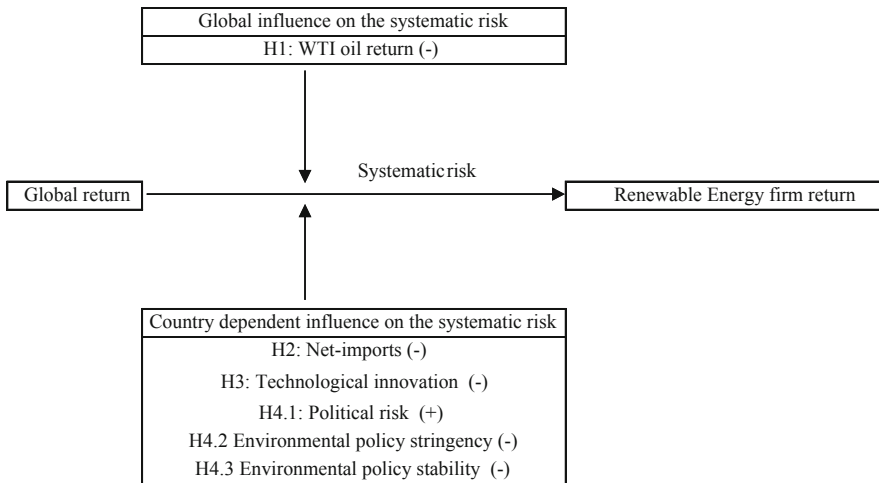 Global influence on the systematic risk
H1: WTI oil return (-)
Systematic risk
Global return
Renewable Energy firm return
Country dependent influence on the systematic risk
H2: Net-imports (-)
H3: Technological innovation (-)
H4.1: Political risk (+)
H4.2 Environmental policy stringency (-)
H4.3 Environmental policy stability (-)